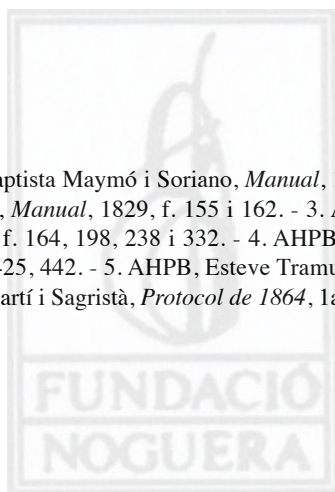 aptista Maymó i Soriano, Manual,
, Manual, 1829, f. 155 i 162. - 3.
f. 164, 198, 238 i 332. - 4. AHPB
25, 442. - 5. AHPB, Esteve Tramu
artí i Sagristà, Protocol de 1864, 1a
FUNDACIÓ
NOGUERA